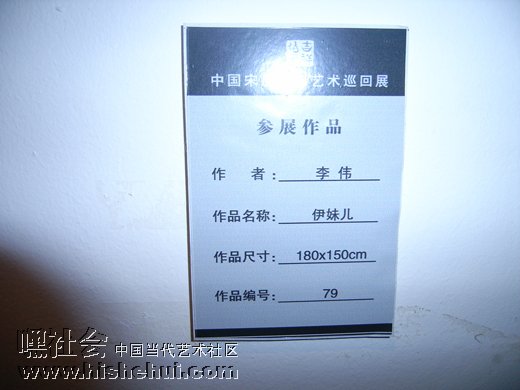 中国宋 艺术巡回展
参展作品
作 者：李 伟
作品名称：伊妹儿
作品尺寸：180x150cm
作品编号：79
嘿社会 中国当代艺术社区
www.hishehui.com